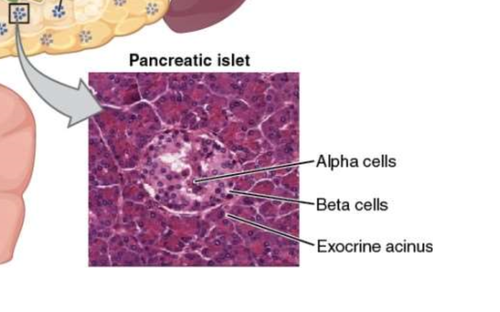 Pancreatic islet
Alpha cells
Beta cells
Exocrine acinus